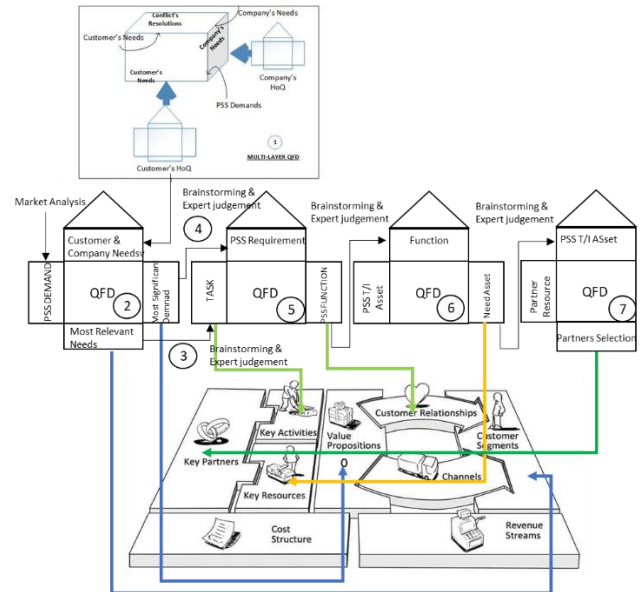 Conflict's
Resolutions
Company's Needs
Customer's Needs
Company's
Needs
Customer's
Needs
Company's
HoQ
PSS Demands
1
MULTI-LAYER QFD
Customer's HoQ
Market Analysis
Brainstorming &
Expert judgement
4
Brainstorming &
Expert judgement
Brainstorming &
Expert judgement
Customer &
Company Needsy
PSS DEMAND
QFD
2
Most Significant
Demnad
Most Relevant
Needs
3
Brainstorming &
Expert judgement
PSS Requirement
TASK
QFD
5
PSS FUNCTION
Function
PSS T/I
Asset
QFD
6
Need Asset
PSS T/I ASset
Partner
Resource
QFD
7
Partners Selection
Key Partners
Key Activities
Key Resources
Value
Propositions
0
Customer Relationships
Channels
Customer
Segments
Cost
Structure
Revenue
Streams